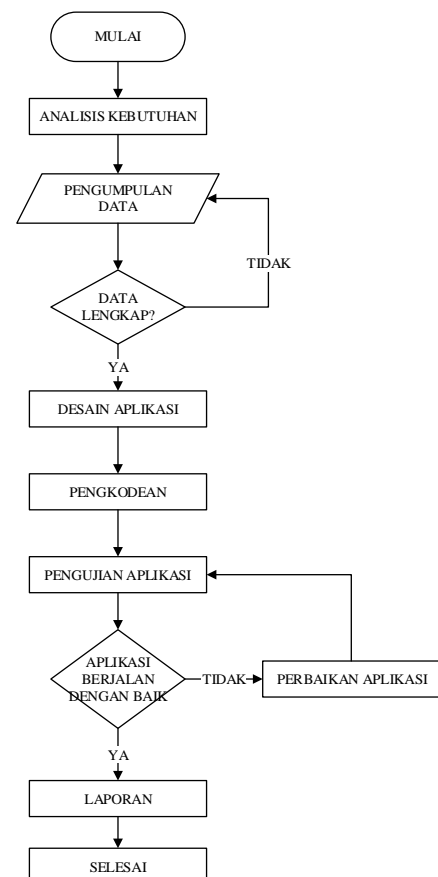 MULAI
ANALISIS KEBUTUHAN
PENGUMPULAN
DATA
TIDAK
DATA
LENGKAP?
YA
DESAIN APLIKASI
PENGKODEAN
PENGUJIAN APLIKASI
APLIKASI
BERJALAN
DENGAN BAIK
TIDAK
PERBAIKAN APLIKASI
YA
LAPORAN
SELESAI